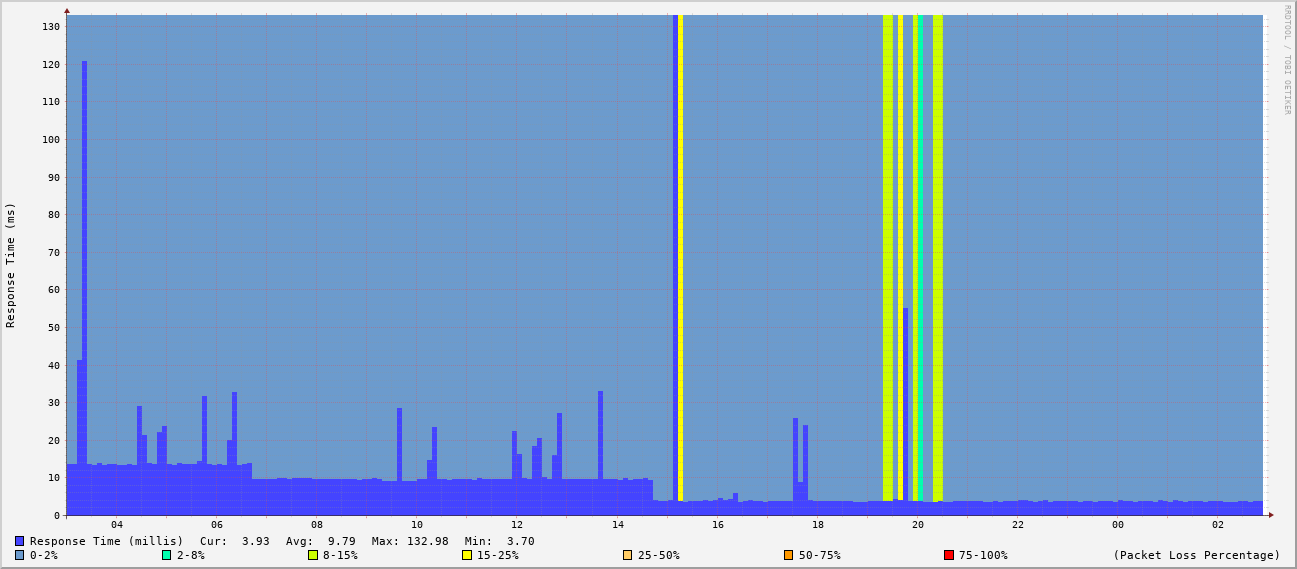 RRDTOOL / TOBI OETIKER
Response Time (ms)
130
120
110
100
90
80
70
60
50
40
30
20
10
0
04 06 08 10 12 14 16 18 20 22 00 02
Response Time (millis) Cur: 3.93 Avg: 9.79 Max: 132.98 Min: 3.70
0-2% 2-8% 8-15% 15-25% 25-50% 50-75% 75-100% (Packet Loss Percentage)